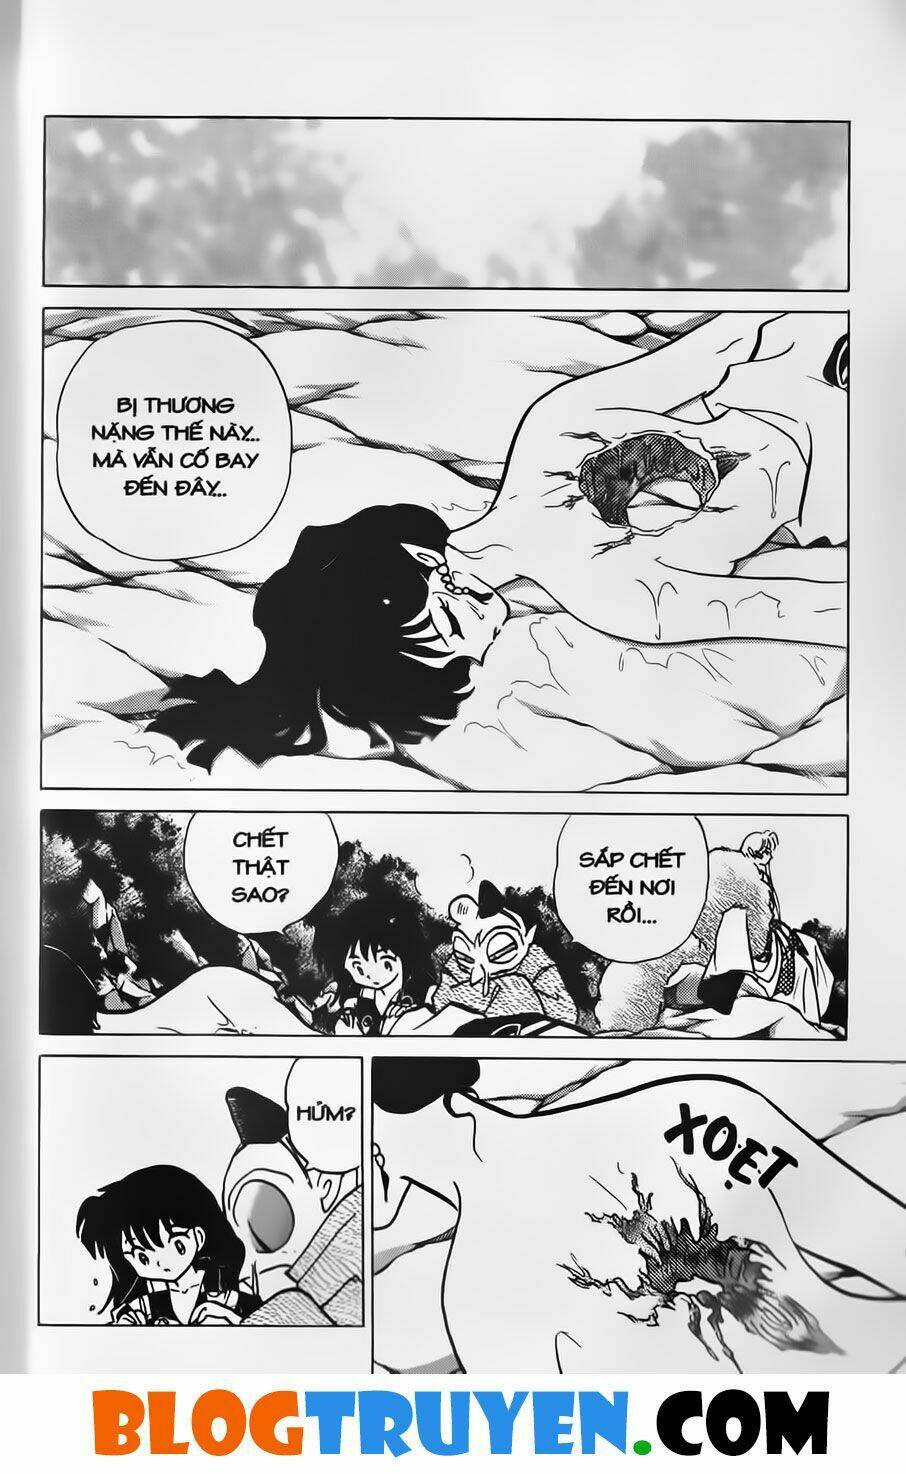 BỊ THƯƠNG
NẶNG THẾ NÀY...
MÀ VẪN CỐ BAY
ĐẾN ĐÂY...
CHẾT
THẬT
SAO?
SẮP CHẾT
ĐẾN NƠI
RỒI...
HỬM?
XOẸT
BLOGTRUYEN.COM